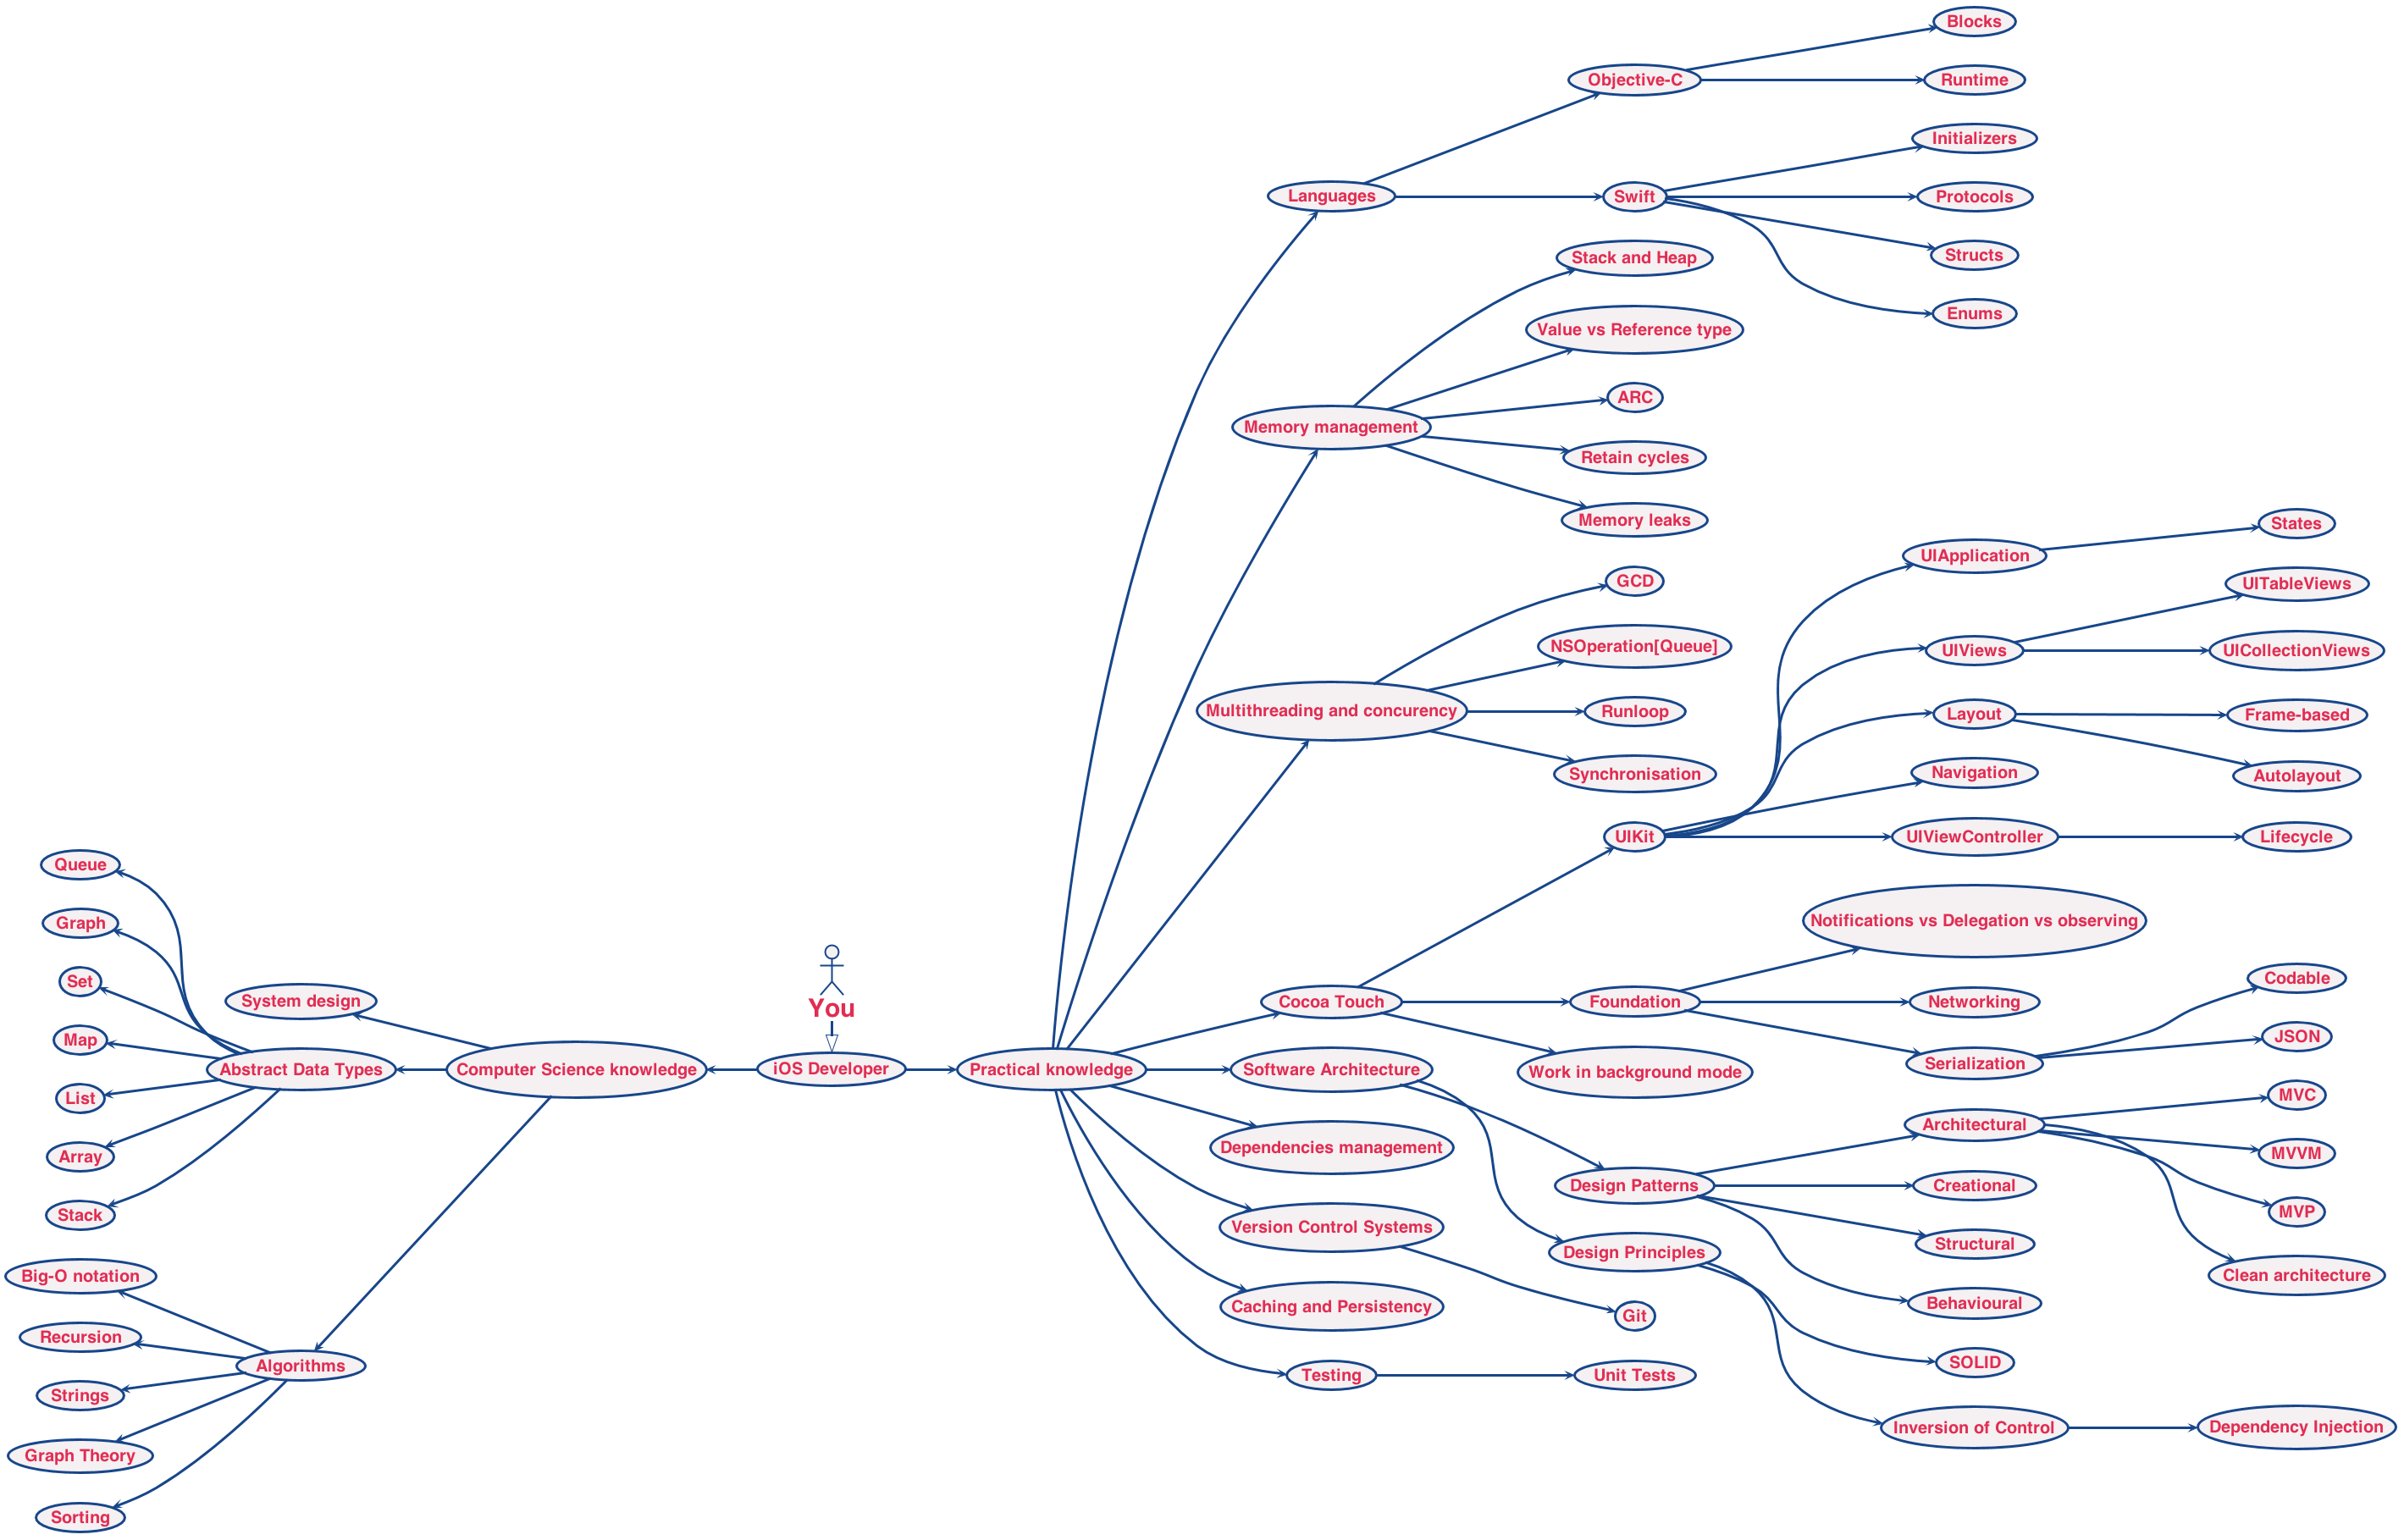 Blocks
Objective-C
Runtime
Initializers
Languages
Swift
Protocols
Structs
Enums
Stack and Heap
Value vs Reference type
ARC
Memory management
Retain cycles
Memory leaks
GCD
NSOperation[Queue]
Multithreading and concurency
Runloop
Synchronisation
UIApplication
States
UITableViews
UIViews
UICollectionViews
Layout
Frame-based
Autolayout
Navigation
UIKit
UIViewController
Lifecycle
Notifications vs Delegation vs observing
Cocoa Touch
Foundation
Networking
Codable
JSON
Serialization
Work in background mode
Queue
Graph
Set
Map
List
Array
Stack
System design
Abstract Data Types
Computer Science knowledge
You
iOS Developer
Practical knowledge
Software Architecture
Dependencies management
Version Control Systems
Caching and Persistency
Testing
Unit Tests
Git
Design Patterns
Design Principles
Architectural
Creational
Structural
Behavioural
MVC
MVVM
MVP
Clean architecture
SOLID
Inversion of Control
Dependency Injection
Big-O notation
Recursion
Algorithms
Strings
Graph Theory
Sorting